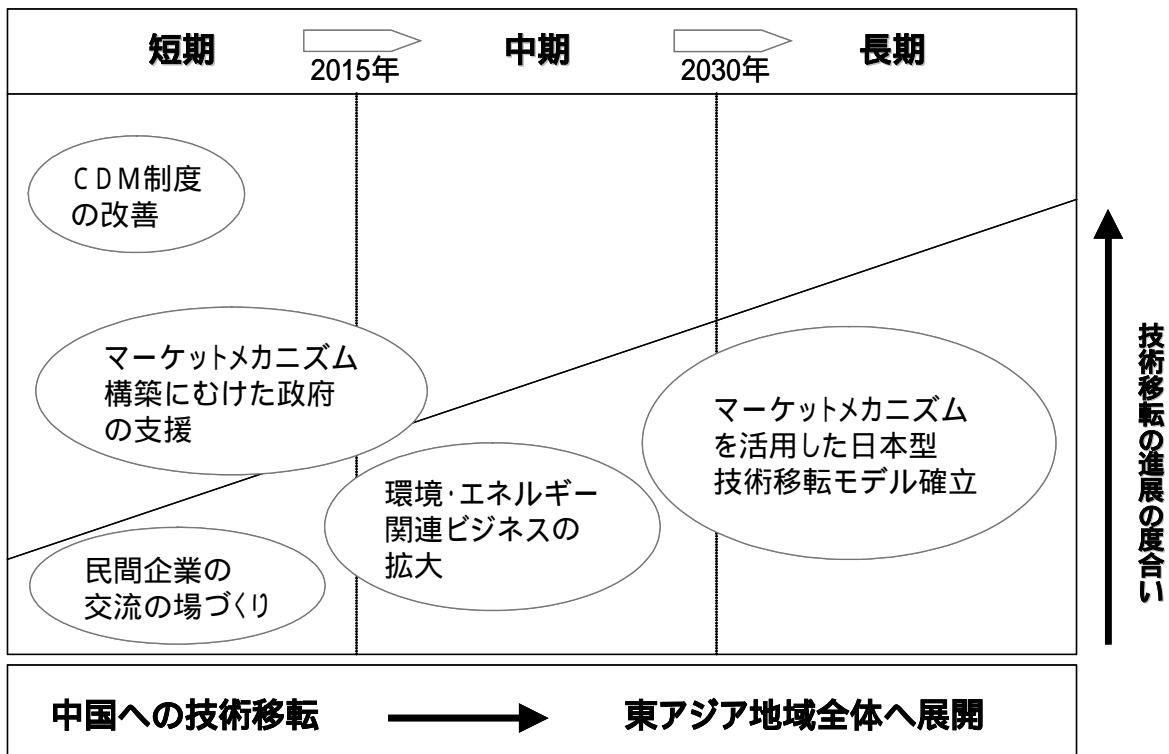 短期
2015年
中期
2030年
長期
CDM制度
の改善
マーケットメカニズム
構築にむけた政府
の支援
民間企業の
交流の場づくり
環境・エネルギー
関連ビジネスの
拡大
マーケットメカニズム
を活用した日本型
技術移転モデル確立
技術移転の進展の度合い
中国への技術移転
東アジア地域全体へ展開